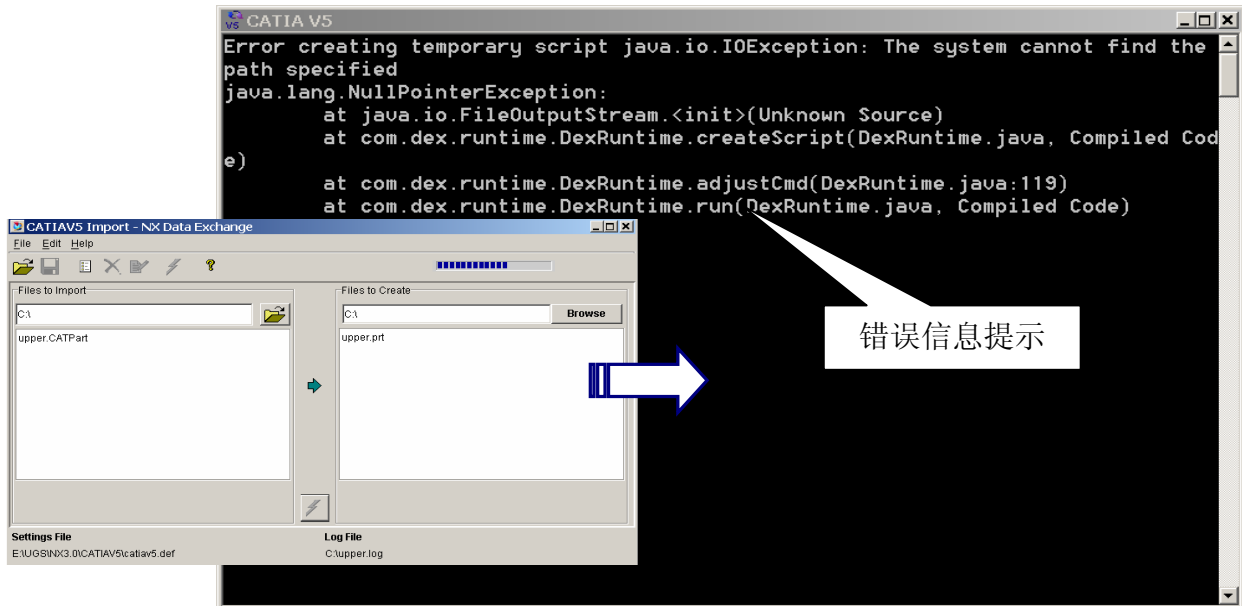 CATIA V5
Error creating temporary script java.io.IOException: The system cannot find the
path specified
java.lang.NullPointerException:
at java.io.FileOutputStream.<init>(Unknown Source)
at com.dex.runtime.DexRuntime.createScript(DexRuntime.java, Compiled Cod
e)
at com.dex.runtime.DexRuntime.adjustCmd(DexRuntime.java:119)
at com.dex.runtime.DexRuntime.run(DexRuntime.java, Compiled Code)
错误信息提示
CATIAV5 Import - NX Data Exchange
File Edit Help
Files to Import
Files to Create
C:\
C:\ Browse
upper.CATPart
upper.prt
Settings File
Log File
E:\UGS\NX3.0\CATIAV5\catiav5.def
C:\upper.log